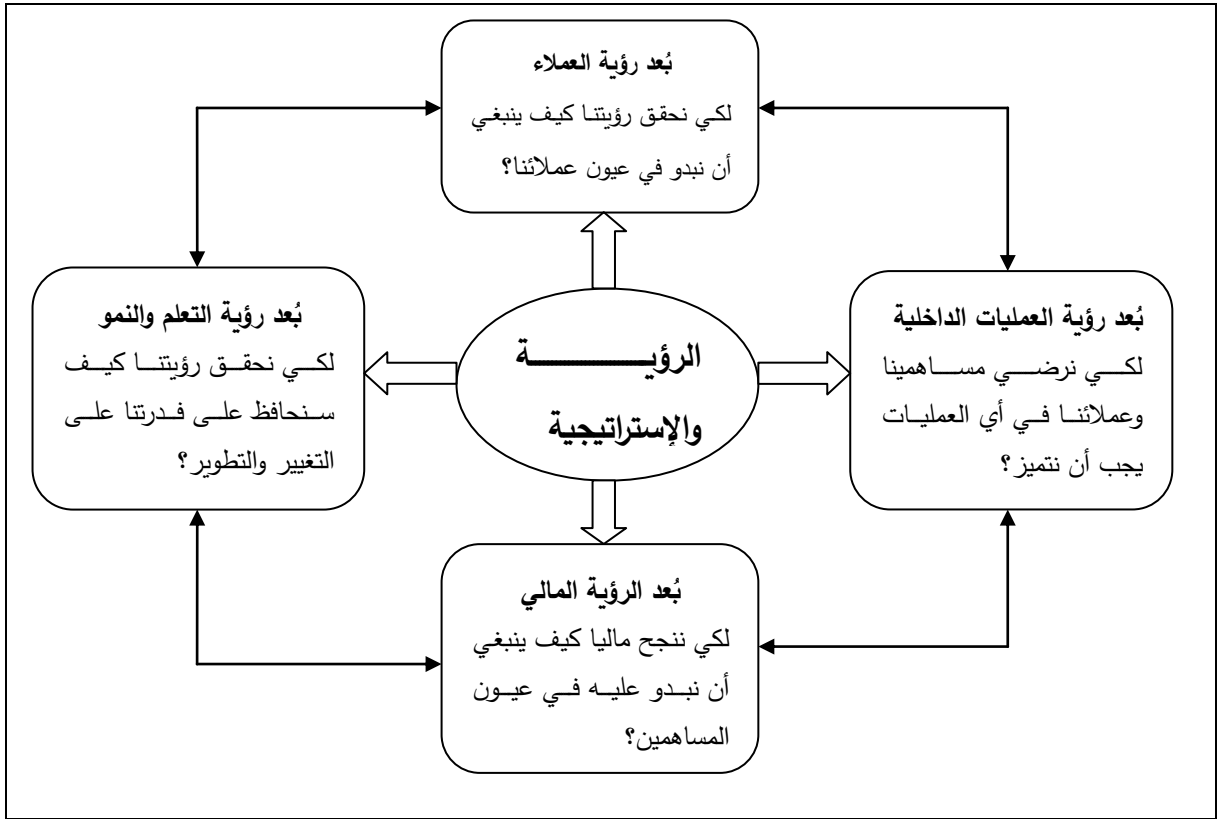 بُعد رؤية العملاء
لكي نحقق رؤيتنا كيف ينبغي
أن نبدو في عيون عملائنا؟
بُعد رؤية العمليات الداخلية
لكي نرضي مساهمينا
وعملائنا في أي العمليات
يجب أن نتميز؟
الرؤية
والإستراتيجية
بُعد رؤية التعلم والنمو
لكي نحقق رؤيتنا كيف
سنحافظ على قدرتنا على
التغيير والتطوير؟
بُعد الرؤية المالي
لكي ننجح ماليا كيف ينبغي
أن نبدو عليه في عيون
المساهمين؟